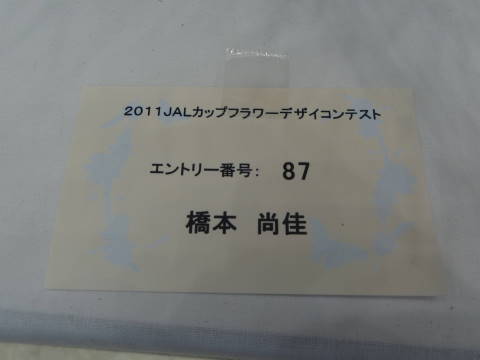 2011JALカップフラワーデザイコンテスト
エントリー番号: 87
橋本 尚佳